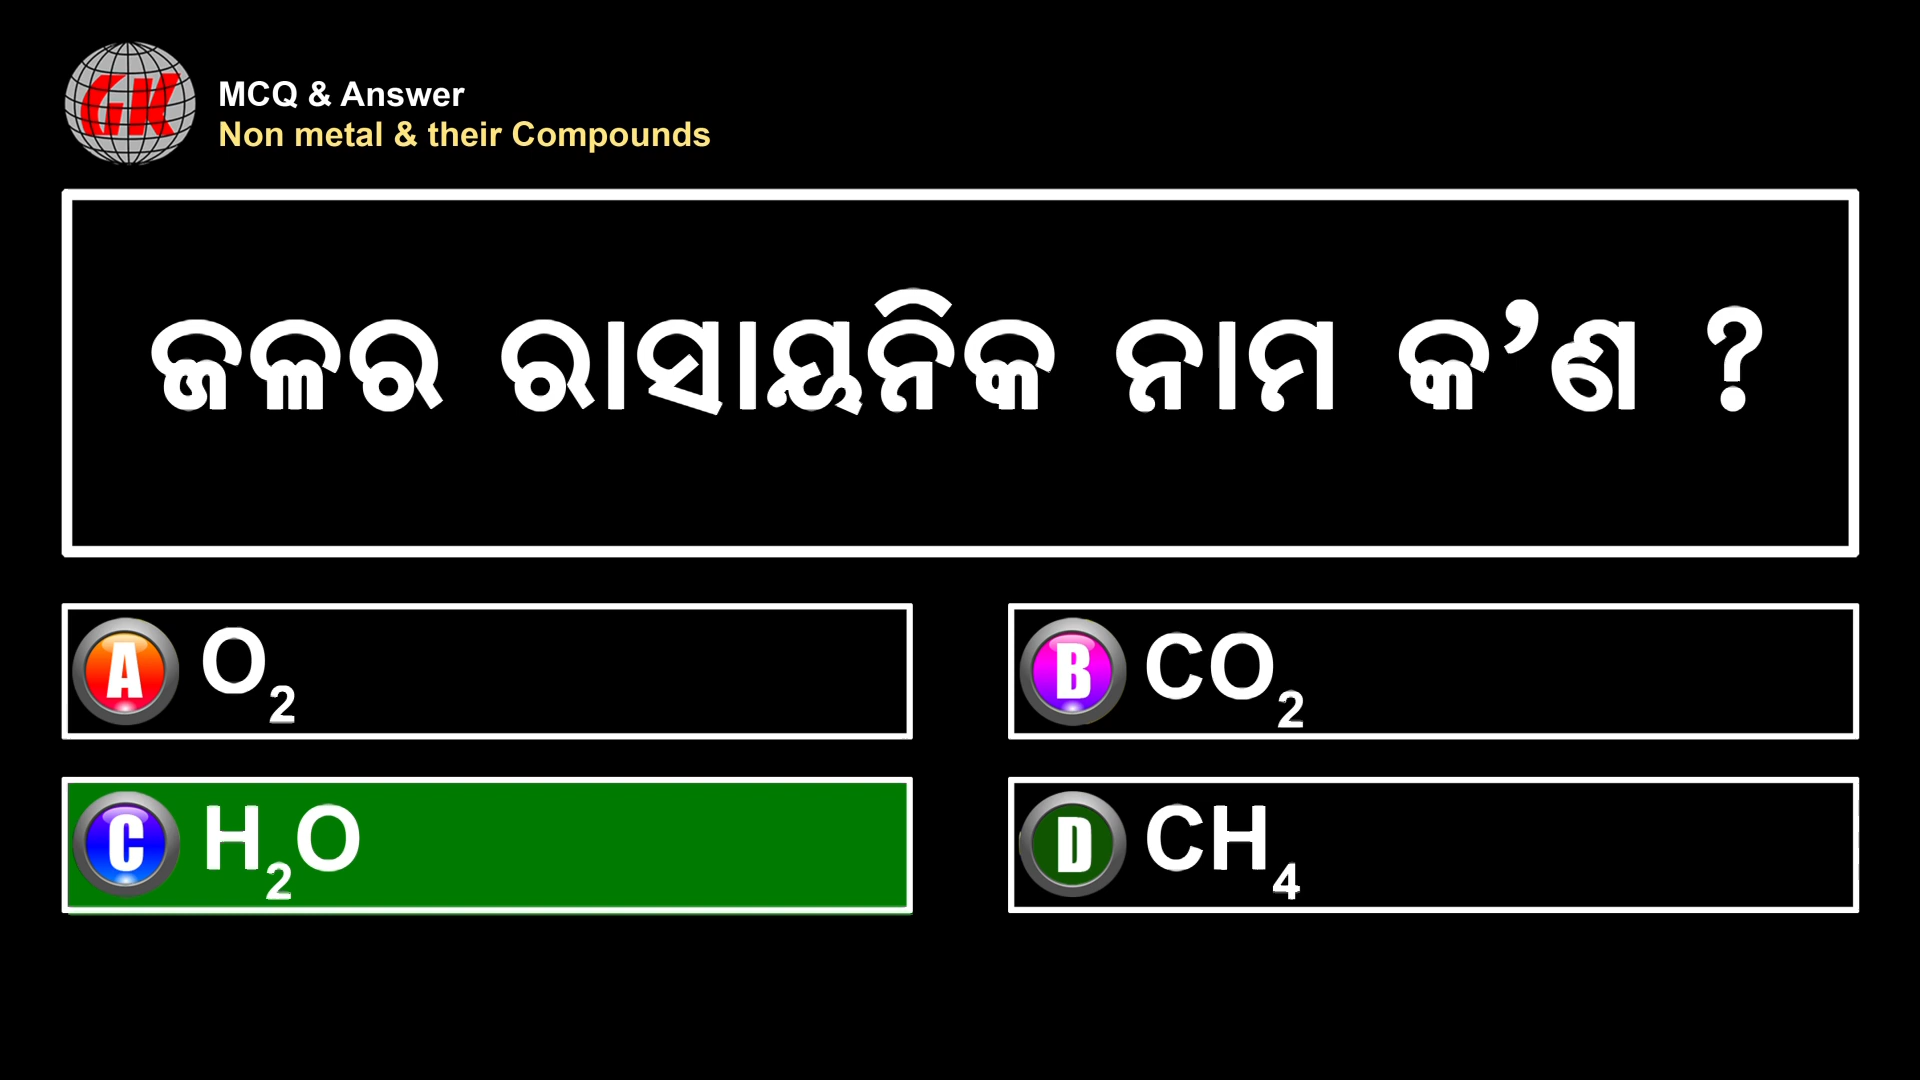 GK
MCQ & Answer
Non metal & their Compounds
ଜଳର ରାସାୟନିକ ନାମ କ’ଣ ?
A O₂
B CO₂
C H₂O
D CH₄